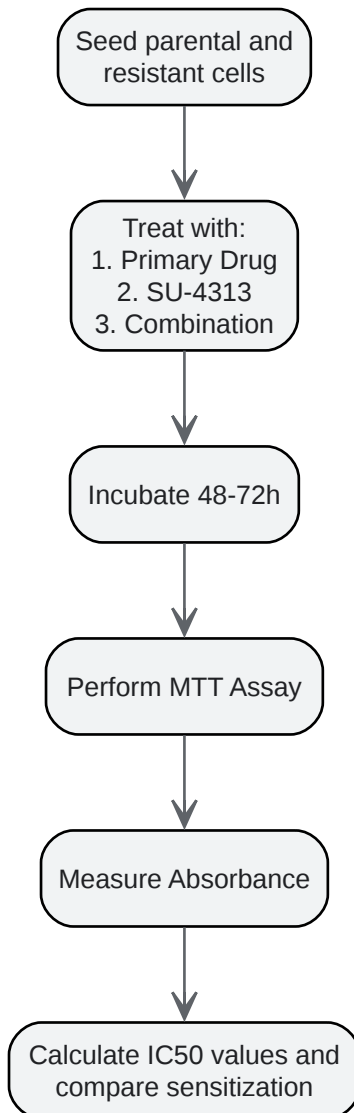 Seed parental and
resistant cells
Treat with:
1. Primary Drug
2. SU-4313
3. Combination
Incubate 48-72h
Perform MTT Assay
Measure Absorbance
Calculate IC50 values and
compare sensitization